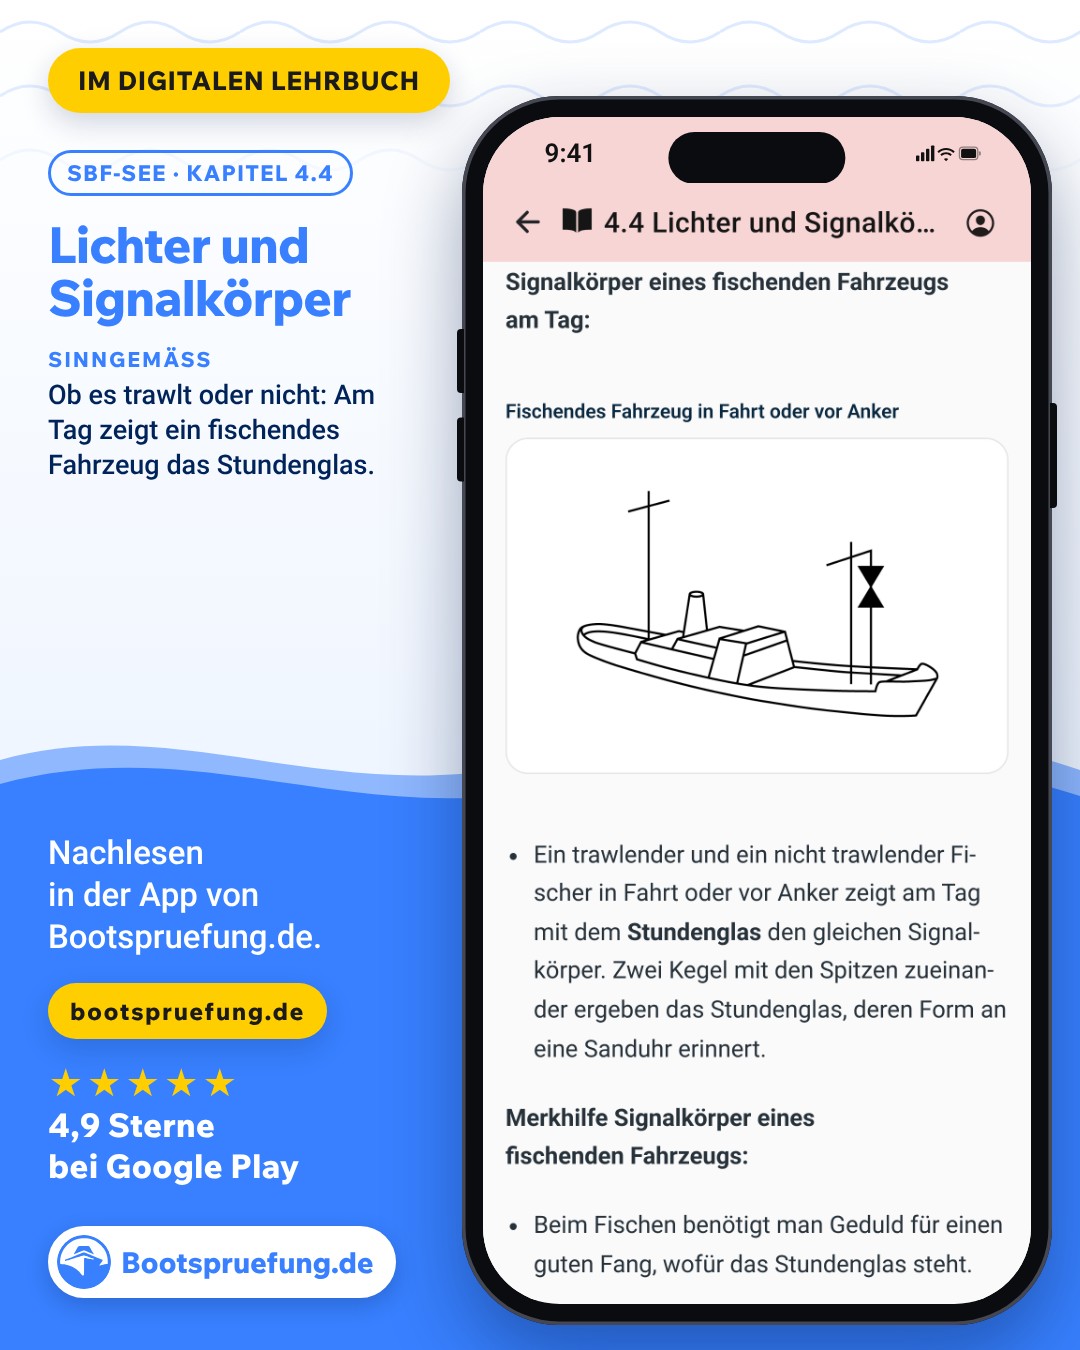 IM DIGITALEN LEHRBUCH
SBF-SEE · KAPITEL 4.4
Lichter und
Signalkörper
SINNGEMÄSS
Ob es trawlt oder nicht: Am
Tag zeigt ein fischendes
Fahrzeug das Stundenglas.
Nachlesen
in der App von
Bootspruefung.de.
bootspruefung.de
★★★★★
4,9 Sterne
bei Google Play
Bootspruefung.de
9:41
4.4 Lichter und Signalkö...
Signalkörper eines fischenden Fahrzeugs
am Tag:
Fischendes Fahrzeug in Fahrt oder vor Anker
• Ein trawlender und ein nicht trawlender Fi-
scher in Fahrt oder vor Anker zeigt am Tag
mit dem Stundenglas den gleichen Signal-
körper. Zwei Kegel mit den Spitzen zueinan-
der ergeben das Stundenglas, deren Form an
eine Sanduhr erinnert.
Merkhilfe Signalkörper eines
fischenden Fahrzeugs:
• Beim Fischen benötigt man Geduld für einen
guten Fang, wofür das Stundenglas steht.